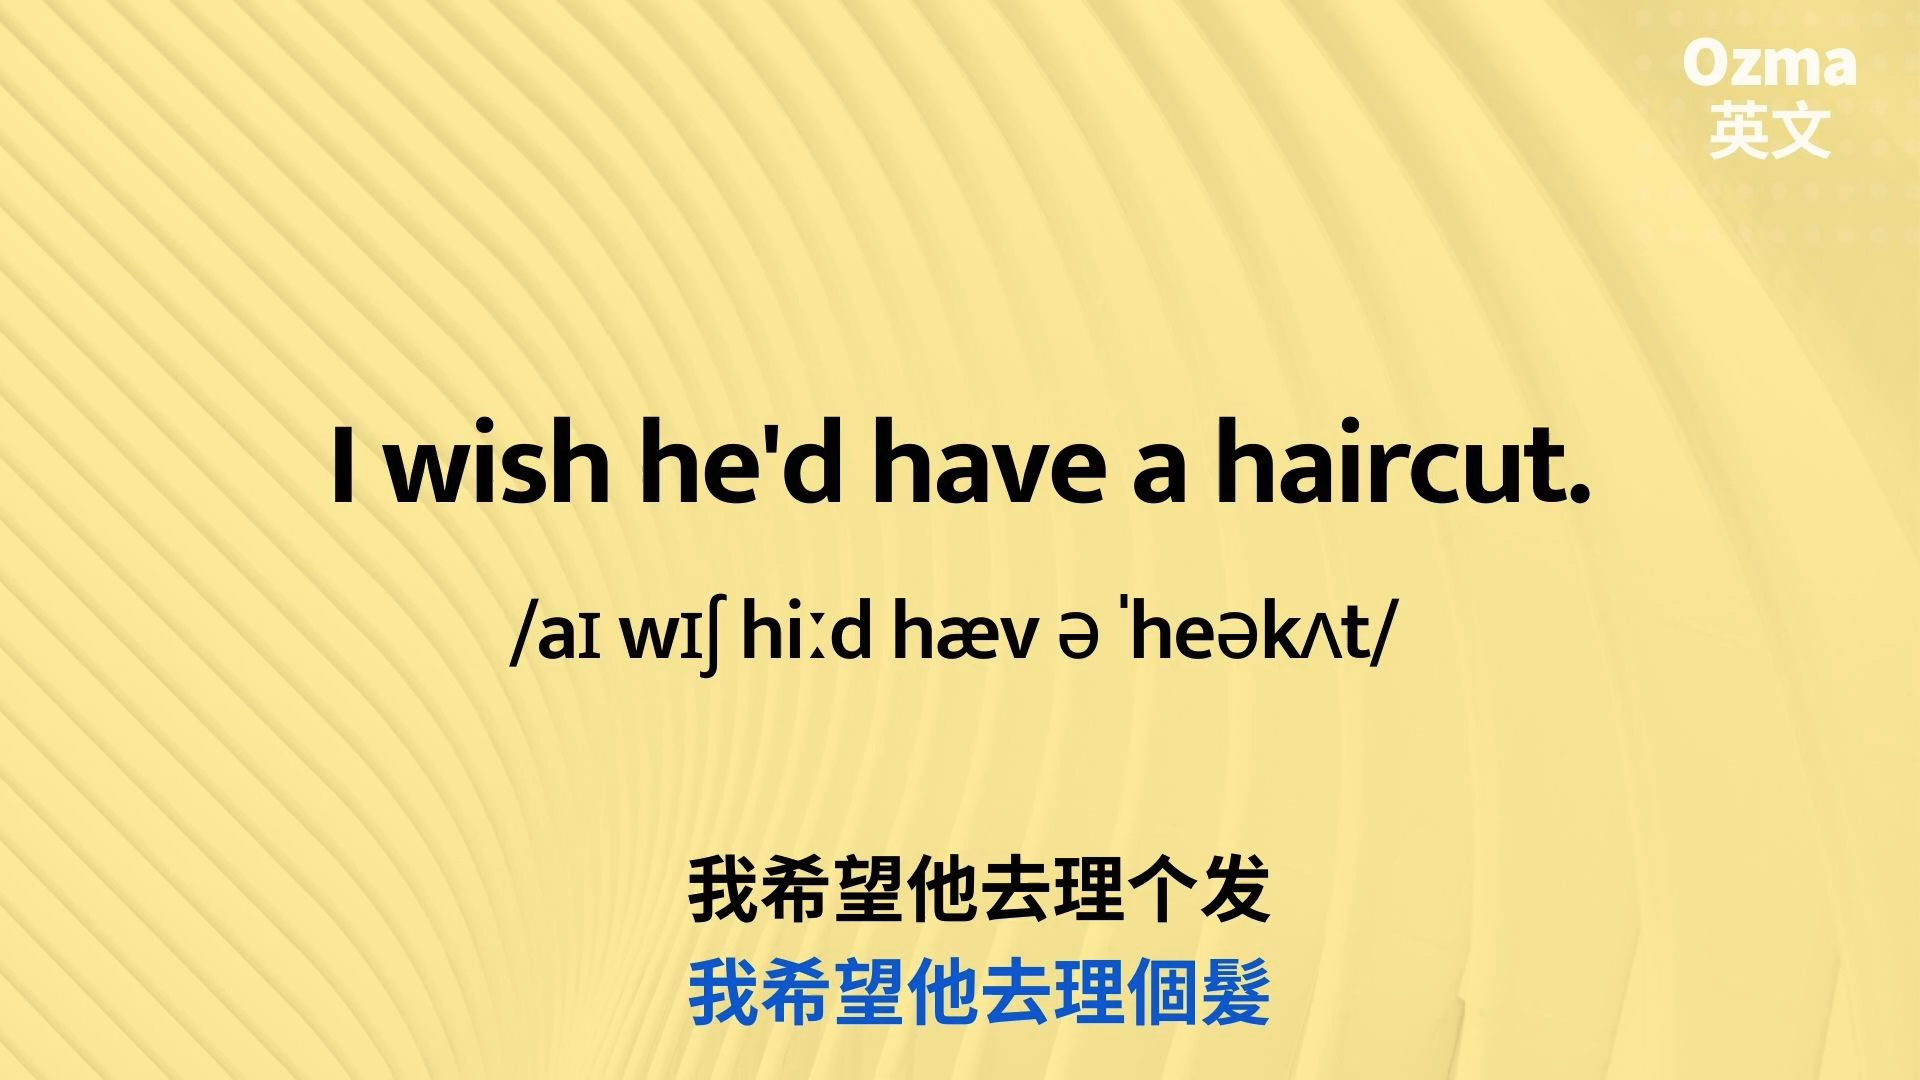 Ozma
英文
I wish he'd have a haircut.
/aɪ wɪʃ hiːd hæv ə ˈheəkʌt/
我希望他去理个发
我希望他去理個髮